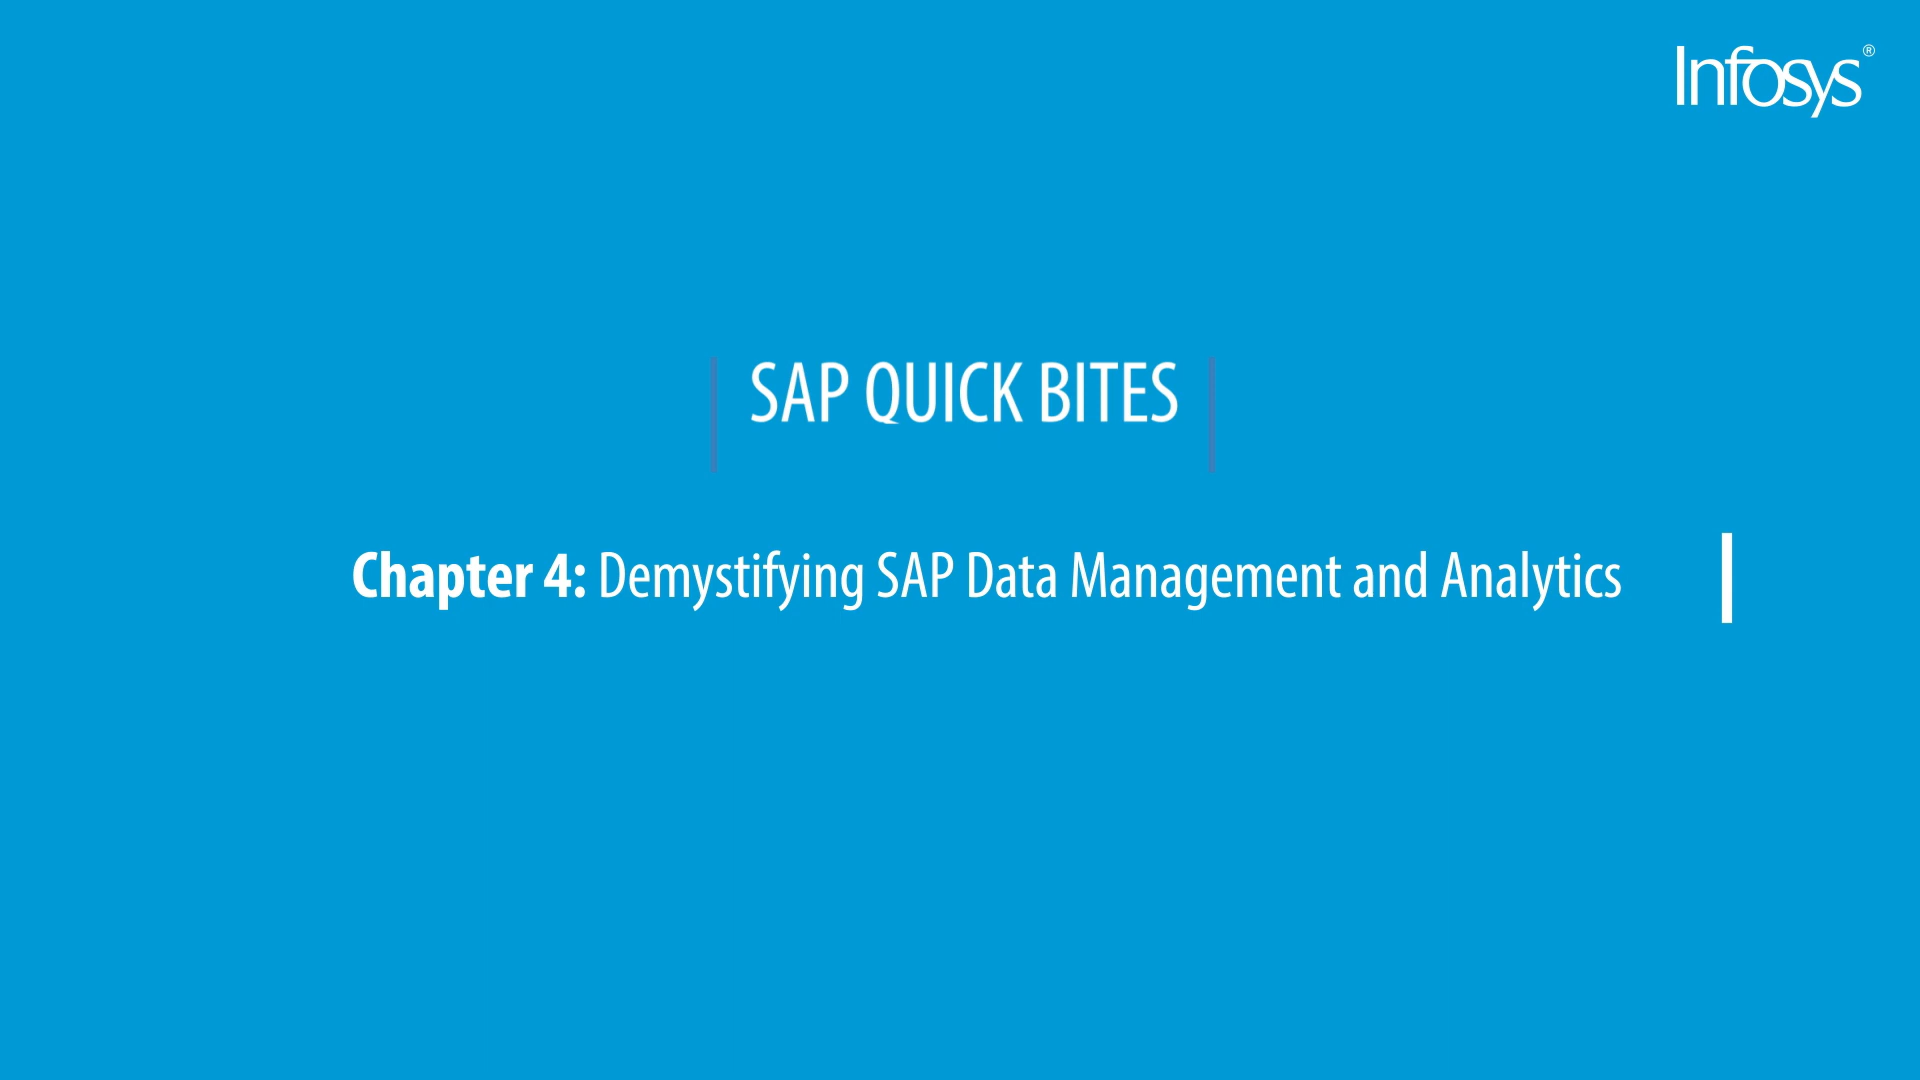 Infosys®
SAP QUICK BITES
Chapter 4: Demystifying SAP Data Management and Analytics